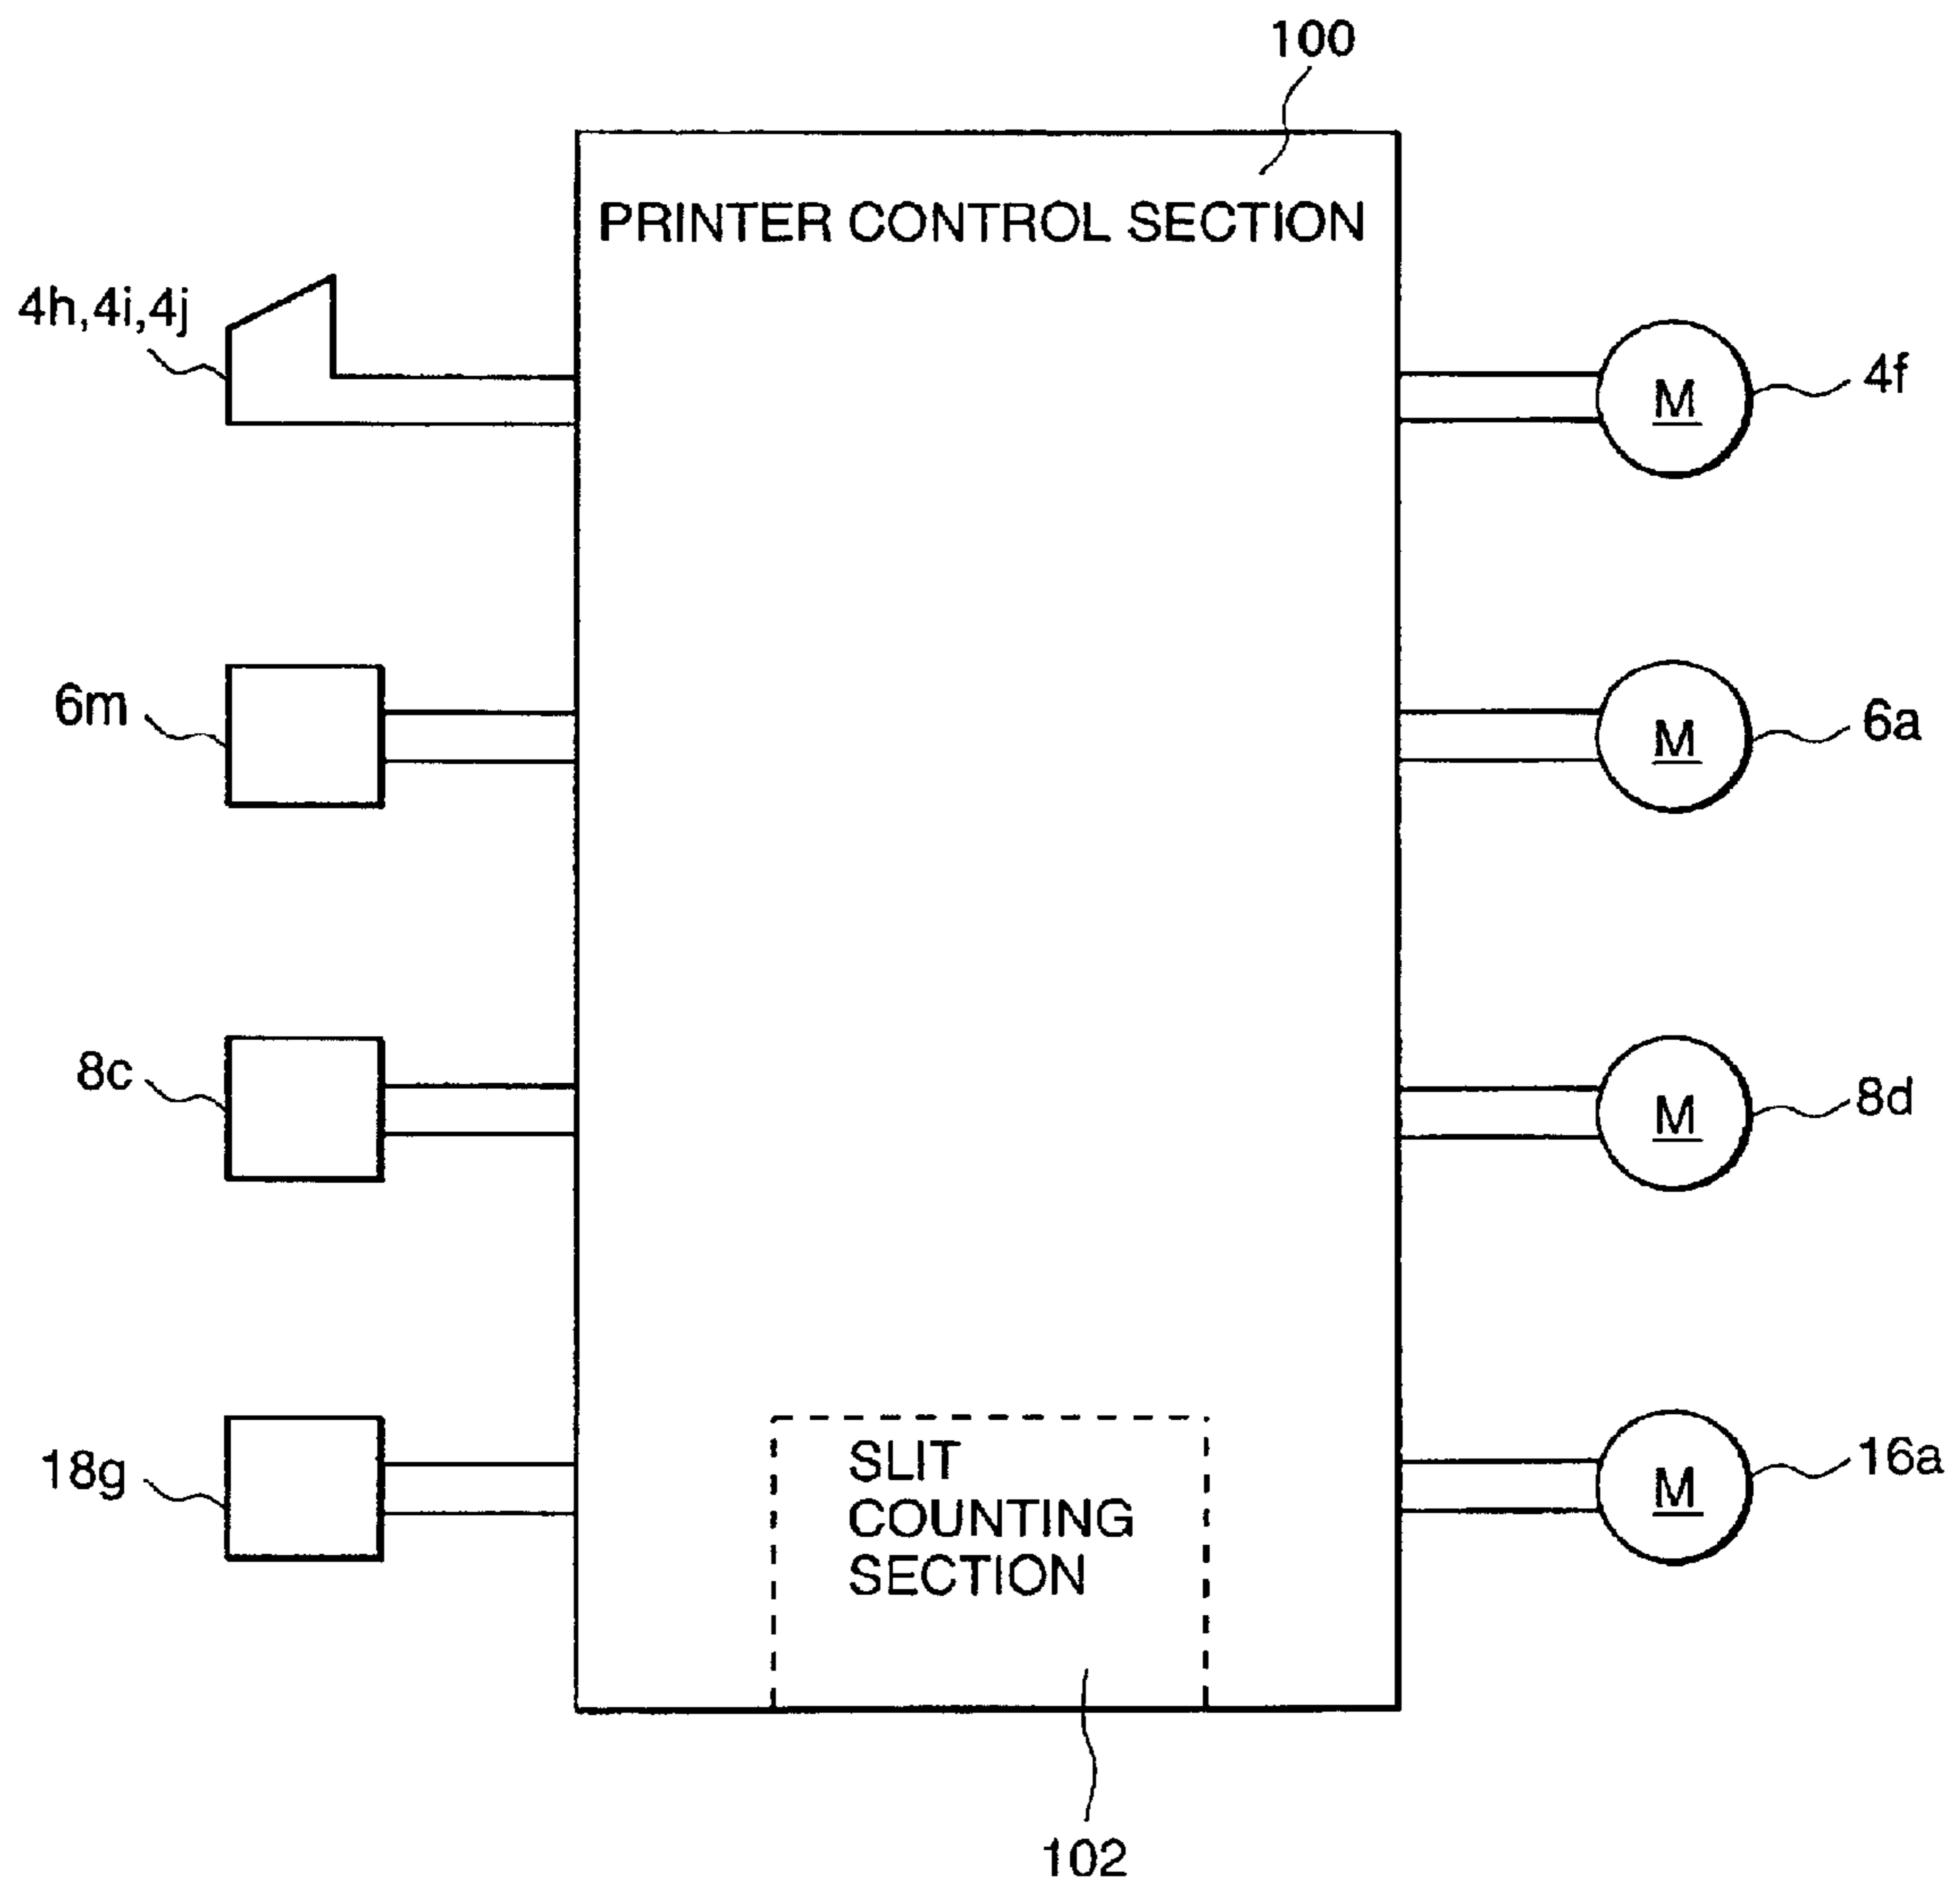 100
PRINTER CONTROL SECTION
4h,4i,4j
M
4f
6m
M
6a
8c
M
8d
18g
SLIT
COUNTING
SECTION
M
16a
102